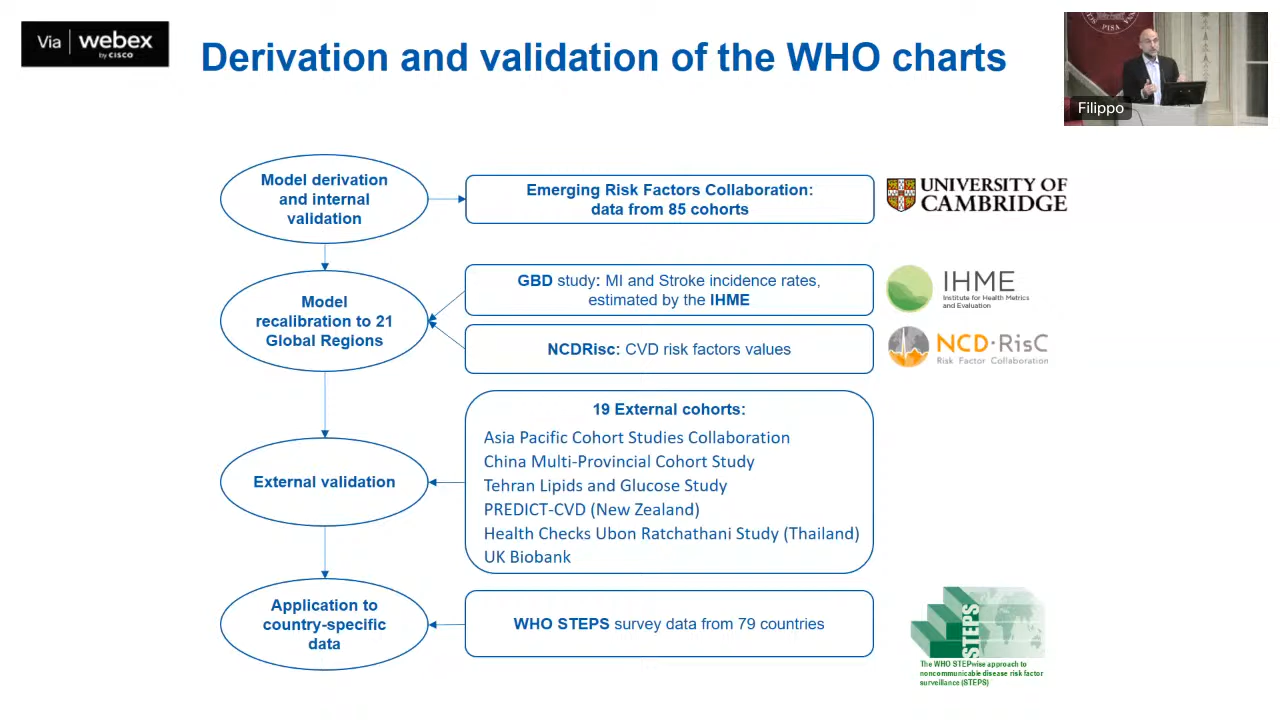 Via webex
by CISCO
Derivation and validation of the WHO charts
PISA
Filippo
Model derivation
and internal
validation
Emerging Risk Factors Collaboration:
data from 85 cohorts
UNIVERSITY OF
CAMBRIDGE
Model
recalibration to 21
Global Regions
GBD study: MI and Stroke incidence rates,
estimated by the IHME
IHME
Institute for Health Metrics
and Evaluation
NCDRisc: CVD risk factors values
NCD·RisC
Risk Factor Collaboration
External validation
19 External cohorts:
Asia Pacific Cohort Studies Collaboration
China Multi-Provincial Cohort Study
Tehran Lipids and Glucose Study
PREDICT-CVD (New Zealand)
Health Checks Ubon Ratchathani Study (Thailand)
UK Biobank
Application to
country-specific
data
WHO STEPS survey data from 79 countries
STEPS
The WHO STEPwise approach to
noncommunicable disease risk factor
surveillance (STEPS)